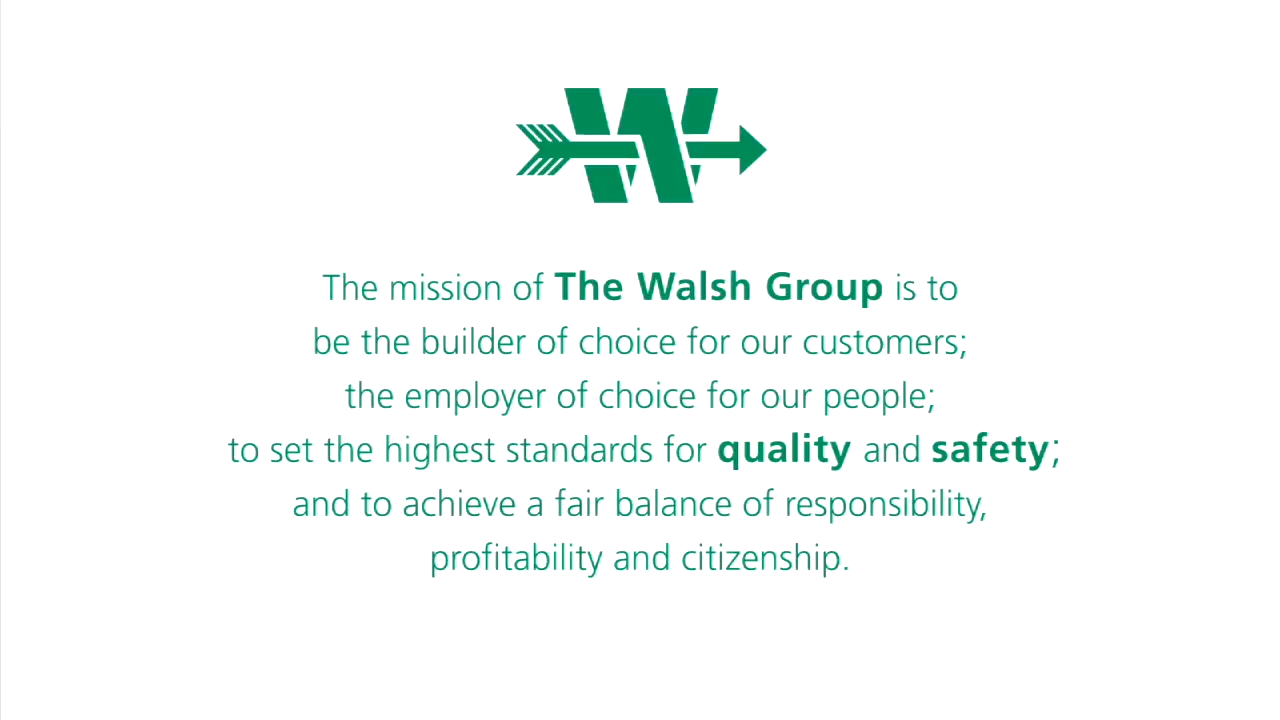 W
The mission of The Walsh Group is to
be the builder of choice for our customers;
the employer of choice for our people;
to set the highest standards for quality and safety;
and to achieve a fair balance of responsibility,
profitability and citizenship.